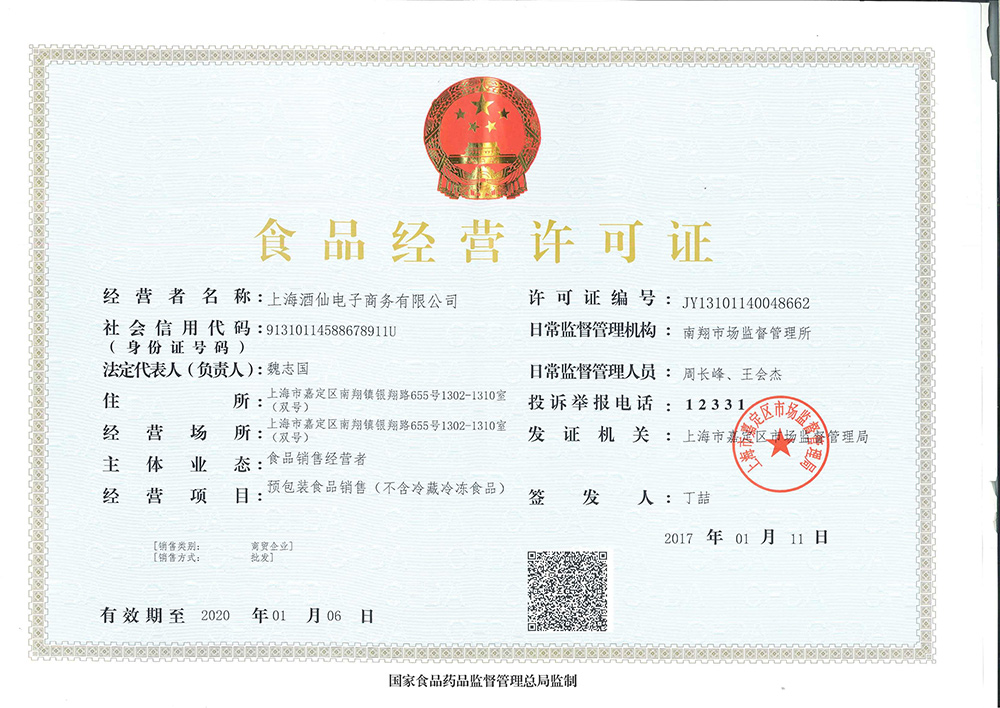 食品经营许可证
经营者名称：上海酒仙电子商务有限公司
社会信用代码：91310114588678911U
（身份证号码）
法定代表人（负责人）：魏志国
住所：上海市嘉定区南翔镇银翔路655号1302-1310室
（双号）
经营场所：上海市嘉定区南翔镇银翔路655号1302-1310室
（双号）
主体业态：食品销售经营者
经营项目：预包装食品销售（不含冷藏冷冻食品）
[销售类别： 商贸企业]
[销售方式： 批发]
有效期至 2020 年 01 月 06 日
许可证编号：JY13101140048662
日常监督管理机构：南翔市场监督管理所
日常监督管理人员：周长峰、王会杰
投诉举报电话：12331
发证机关：上海市嘉定区市场监督管理局
上海市嘉定区市场监督管理局
签发人：丁喆
2017 年 01 月 11 日
国家食品药品监督管理总局监制